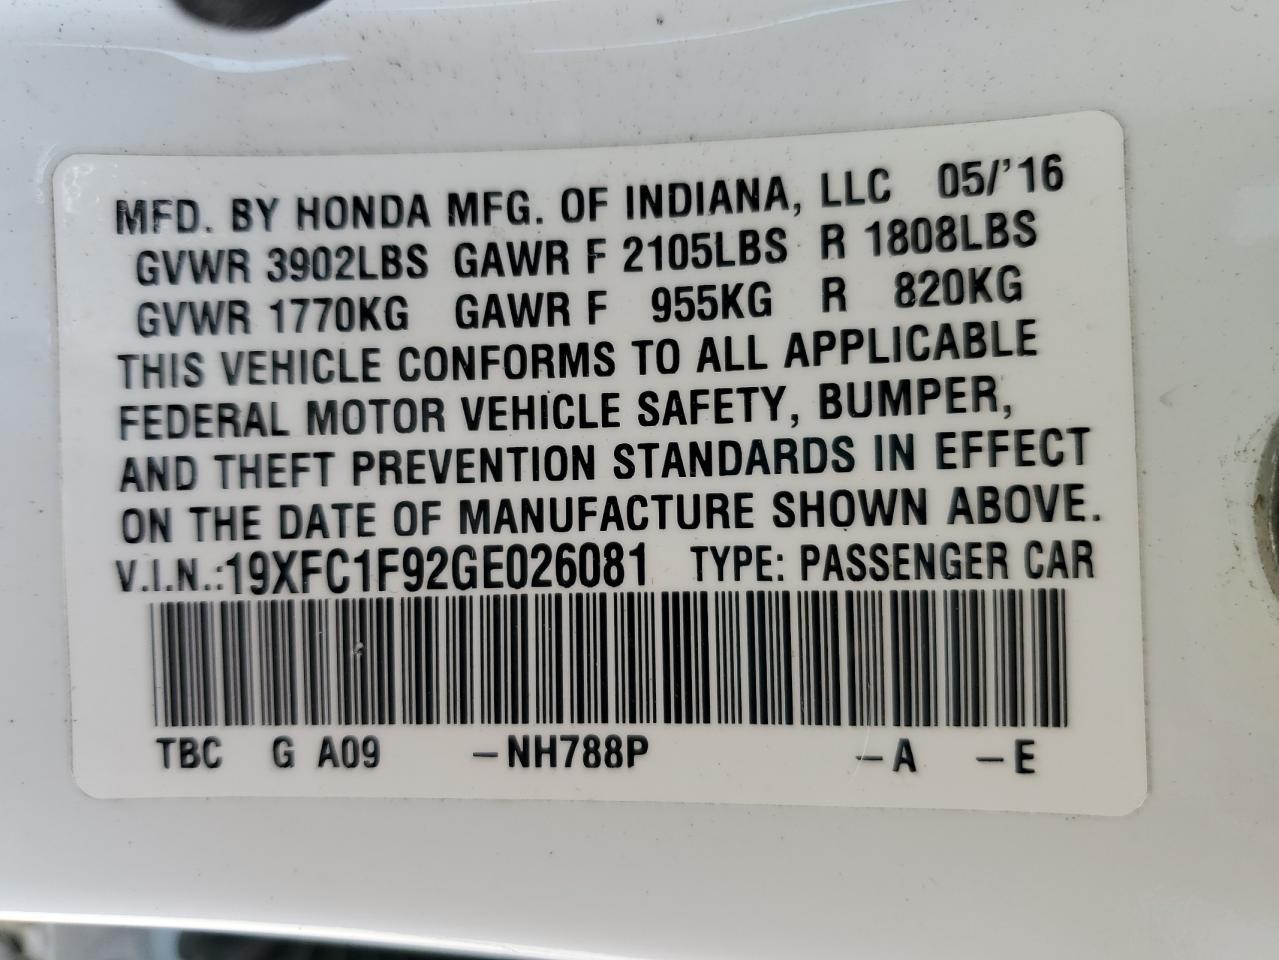 MFD. BY HONDA MFG. OF INDIANA, LLC 05/'16
GVWR 3902LBS GAWR F 2105LBS R 1808LBS
GVWR 1770KG GAWR F 955KG R 820KG
THIS VEHICLE CONFORMS TO ALL APPLICABLE
FEDERAL MOTOR VEHICLE SAFETY, BUMPER,
AND THEFT PREVENTION STANDARDS IN EFFECT
ON THE DATE OF MANUFACTURE SHOWN ABOVE.
V.I.N.:19XFC1F92GE026081 TYPE: PASSENGER CAR
TBC G A09 -NH788P -A -E